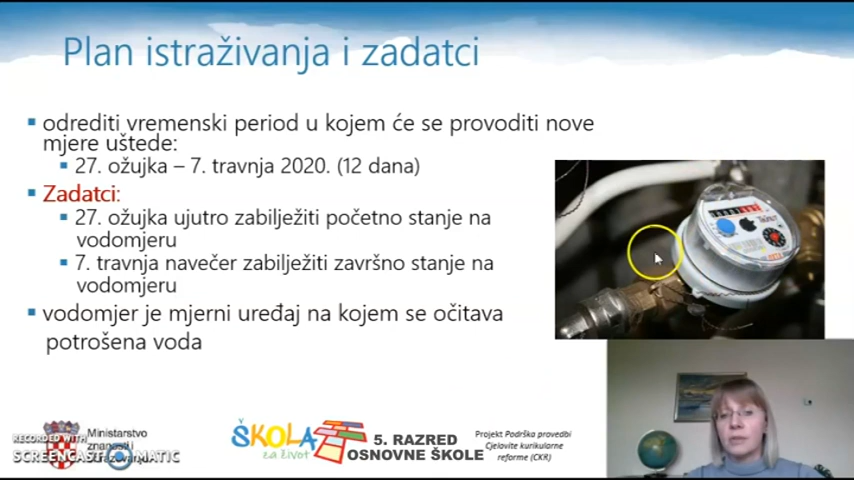 Plan istraživanja i zadatci
odrediti vremenski period u kojem će se provoditi nove
mjere uštede:
27. ožujka – 7. travnja 2020. (12 dana)
Zadatci:
27. ožujka ujutro zabilježiti početno stanje na
vodomjeru
7. travnja navečer zabilježiti završno stanje na
vodomjeru
vodomjer je mjerni uređaj na kojem se očitava
potrošena voda
Ministarstvo
znanosti i
RECORDED WITH
SCREENCAST MATIC
ŠKOLA
za život
5. RAZRED
OSNOVNE ŠKOLE
Projekt Podrška provedbi
Cjelovite kurikularne
reforme (CKR)